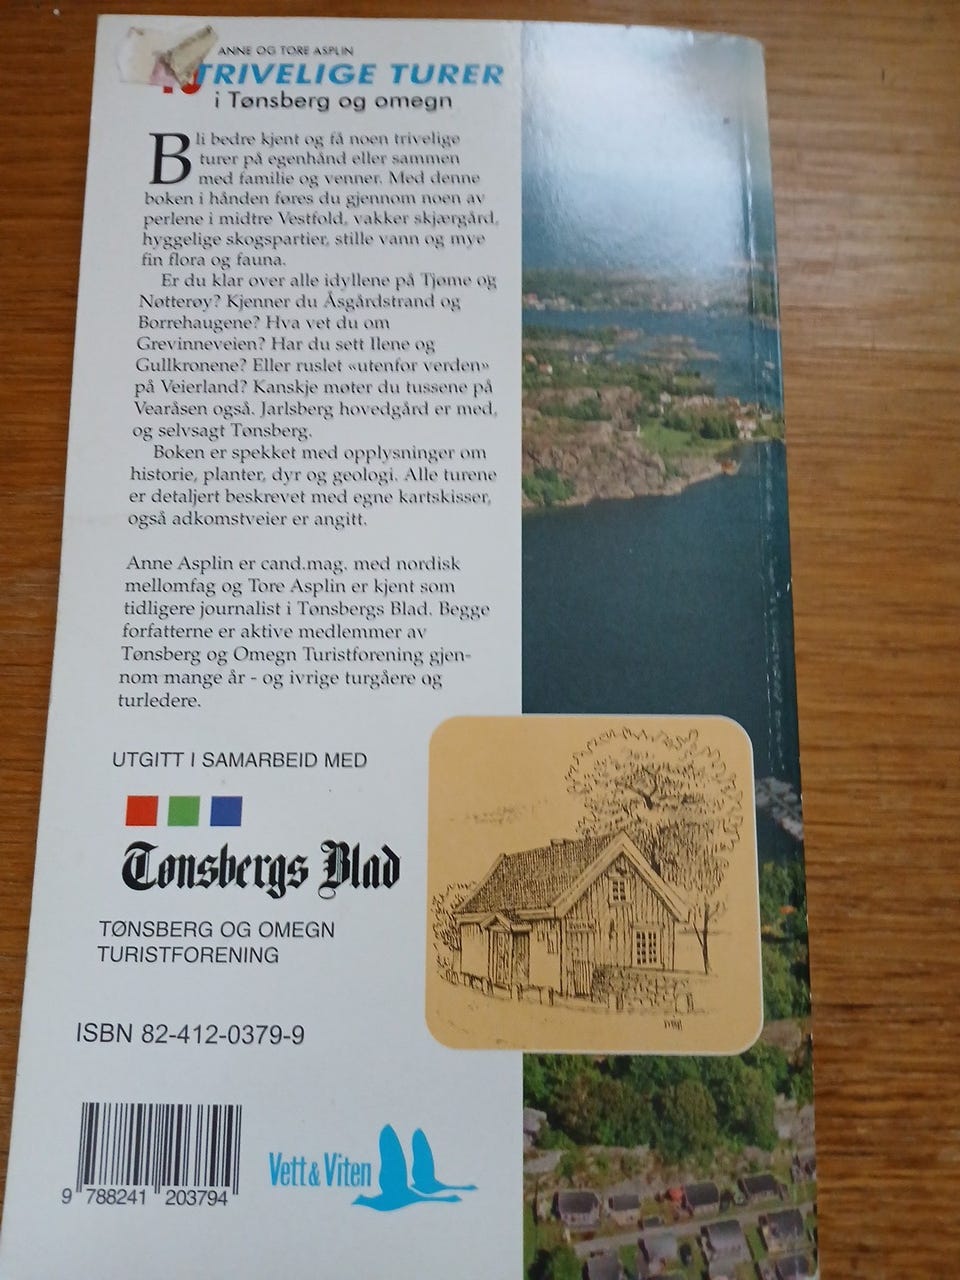 ANNE OG TORE ASPLIN
TRIVELIGE TURER
i Tønsberg og omegn
Bli bedre kjent og få noen trivelige
turer på egenhånd eller sammen
med familie og venner. Med denne
boken i hånden føres du gjennom noen av
perlene i midtre Vestfold, vakker skjærgård,
hyggelige skogspartier, stille vann og mye
fin flora og fauna.
Er du klar over alle idyllene på Tjøme og
Nøtterøy? Kjenner du Åsgårdstrand og
Borrehaugene? Hva vet du om
Grevinneveien? Har du sett Ilene og
Gullkronene? Eller ruslet «utenfor verden»
på Veierland? Kanskje møter du tussene på
Vearåsen også. Jarlsberg hovedgård er med,
og selvsagt Tønsberg.
Boken er spekket med opplysninger om
historie, planter, dyr og geologi. Alle turene
er detaljert beskrevet med egne kartskisser,
også adkomstveier er angitt.
Anne Asplin er cand.mag. med nordisk
mellomfag og Tore Asplin er kjent som
tidligere journalist i Tønsbergs Blad. Begge
forfatterne er aktive medlemmer av
Tønsberg og Omegn Turistforening gjen-
nom mange år - og ivrige turgåere og
turledere.
UTGITT I SAMARBEID MED
Tønsbergs Blad
TØNSBERG OG OMEGN
TURISTFORENING
ISBN 82-412-0379-9
9 788241 203794
Vett & Viten